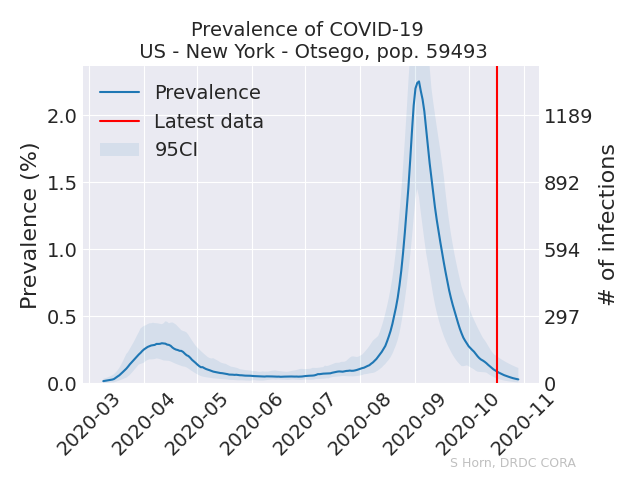 Prevalence of COVID-19
US - New York - Otsego, pop. 59493
Prevalence
Latest data
95CI
Prevalence (%)
2.0
1.5
1.0
0.5
0.0
1189
892
594
297
0
# of infections
2020-03
2020-04
2020-05
2020-06
2020-07
2020-08
2020-09
2020-10
2020-11
S Horn, DRDC CORA